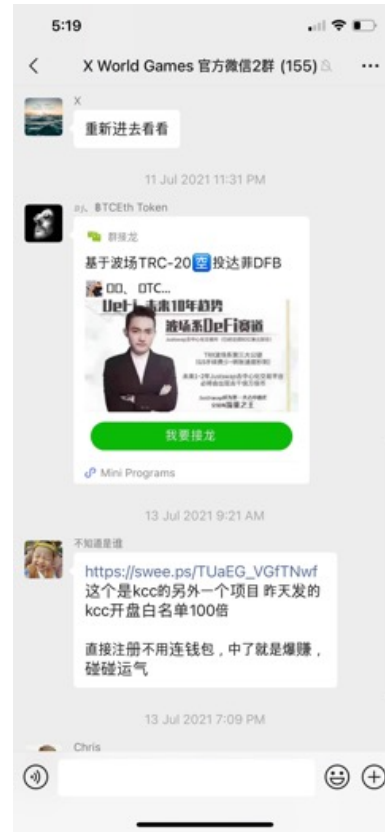 5:19
X World Games 官方微信2群 (155)
X
重新进去看看
11 Jul 2021 11:31 PM
BTCEth Token
群接龙
基于波场TRC-20🈳投达菲DFB
DeFi 未来10年趋势
波场系DeFi赛道
我要接龙
Mini Programs
13 Jul 2021 9:21 AM
不知道是谁
https://swee.ps/TUaEG_VGfTNwf
这个是kcc的另外一个项目 昨天发的
kcc开盘白名单100倍
直接注册不用连钱包，中了就是爆赚，
碰碰运气
13 Jul 2021 7:09 PM
Chris